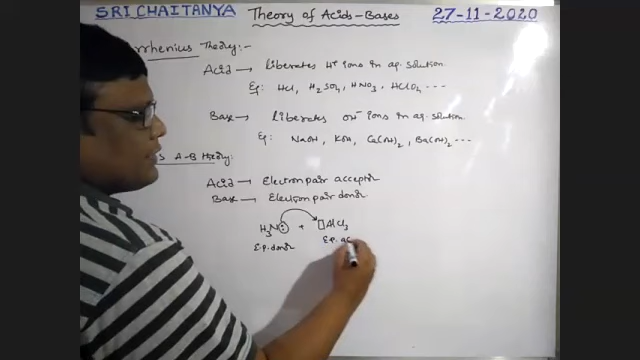 SRI CHAITANYA Theory of Acids-Bases 27-11-2020
rrhenius Theory:-
Acid → liberates H+ ions in aq. solution.
Eg: HCl, H2SO4, HNO3, HClO4 ---
Base → liberates OH- ions in aq. solution.
Eg: NaOH, KOH, Ca(OH)2, Ba(OH)2 ---
s A-B Theory:
Acid → Electron pair acceptor
Base → Electron pair donor
H3N: + AlCl3
E.P. donor E.P. ac